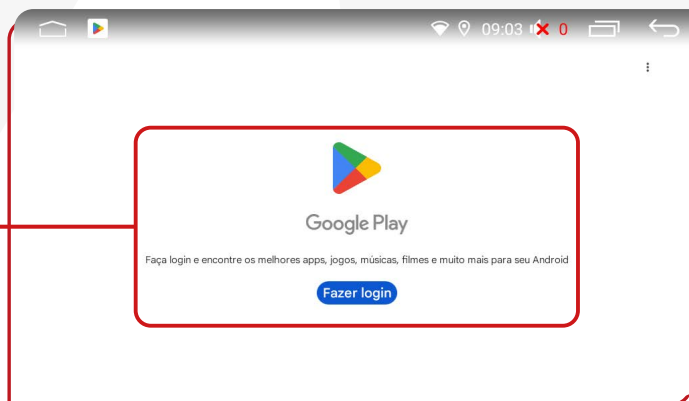 09:03 0
Google Play
Faça login e encontre os melhores apps, jogos, músicas, filmes e muito mais para seu Android
Fazer login